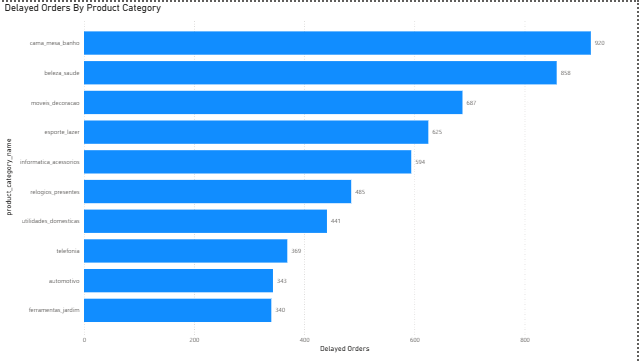 Delayed Orders By Product Category
product_category_name
cama_mesa_banho 920
beleza_saude 858
moveis_decoracao 687
esporte_lazer 625
informatica_acessorios 594
relogios_presentes 485
utilidades_domesticas 441
telefonia 369
automotivo 343
ferramentas_jardim 340
0 200 400 600 800
Delayed Orders